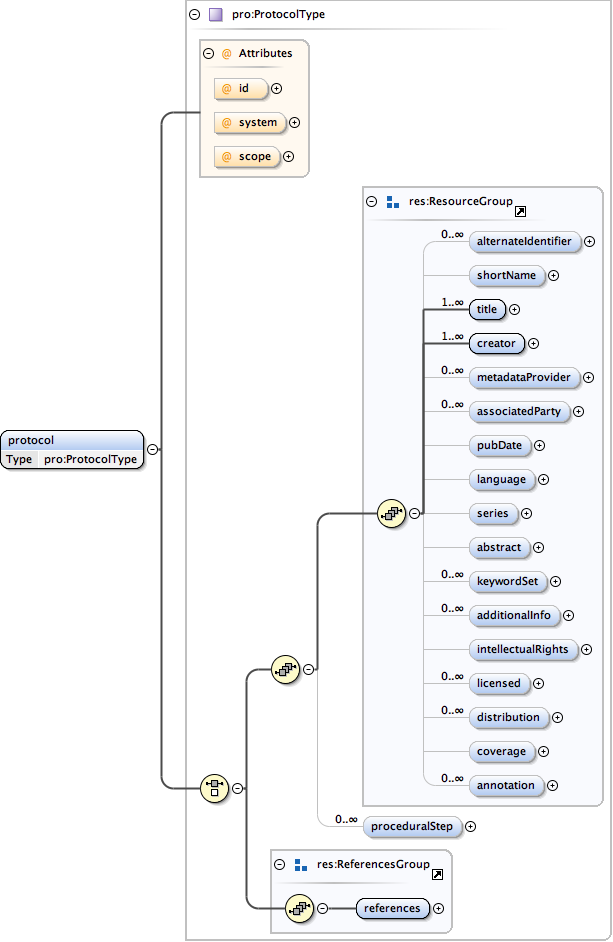 pro:ProtocolType
@ Attributes
@ id
@ system
@ scope
res:ResourceGroup
0..∞
alternateIdentifier
shortName
1..∞
title
1..∞
creator
0..∞
metadataProvider
0..∞
associatedParty
pubDate
language
series
abstract
0..∞
keywordSet
0..∞
additionalInfo
intellectualRights
0..∞
licensed
0..∞
distribution
coverage
0..∞
annotation
protocol
Type pro:ProtocolType
0..∞
proceduralStep
res:ReferencesGroup
references